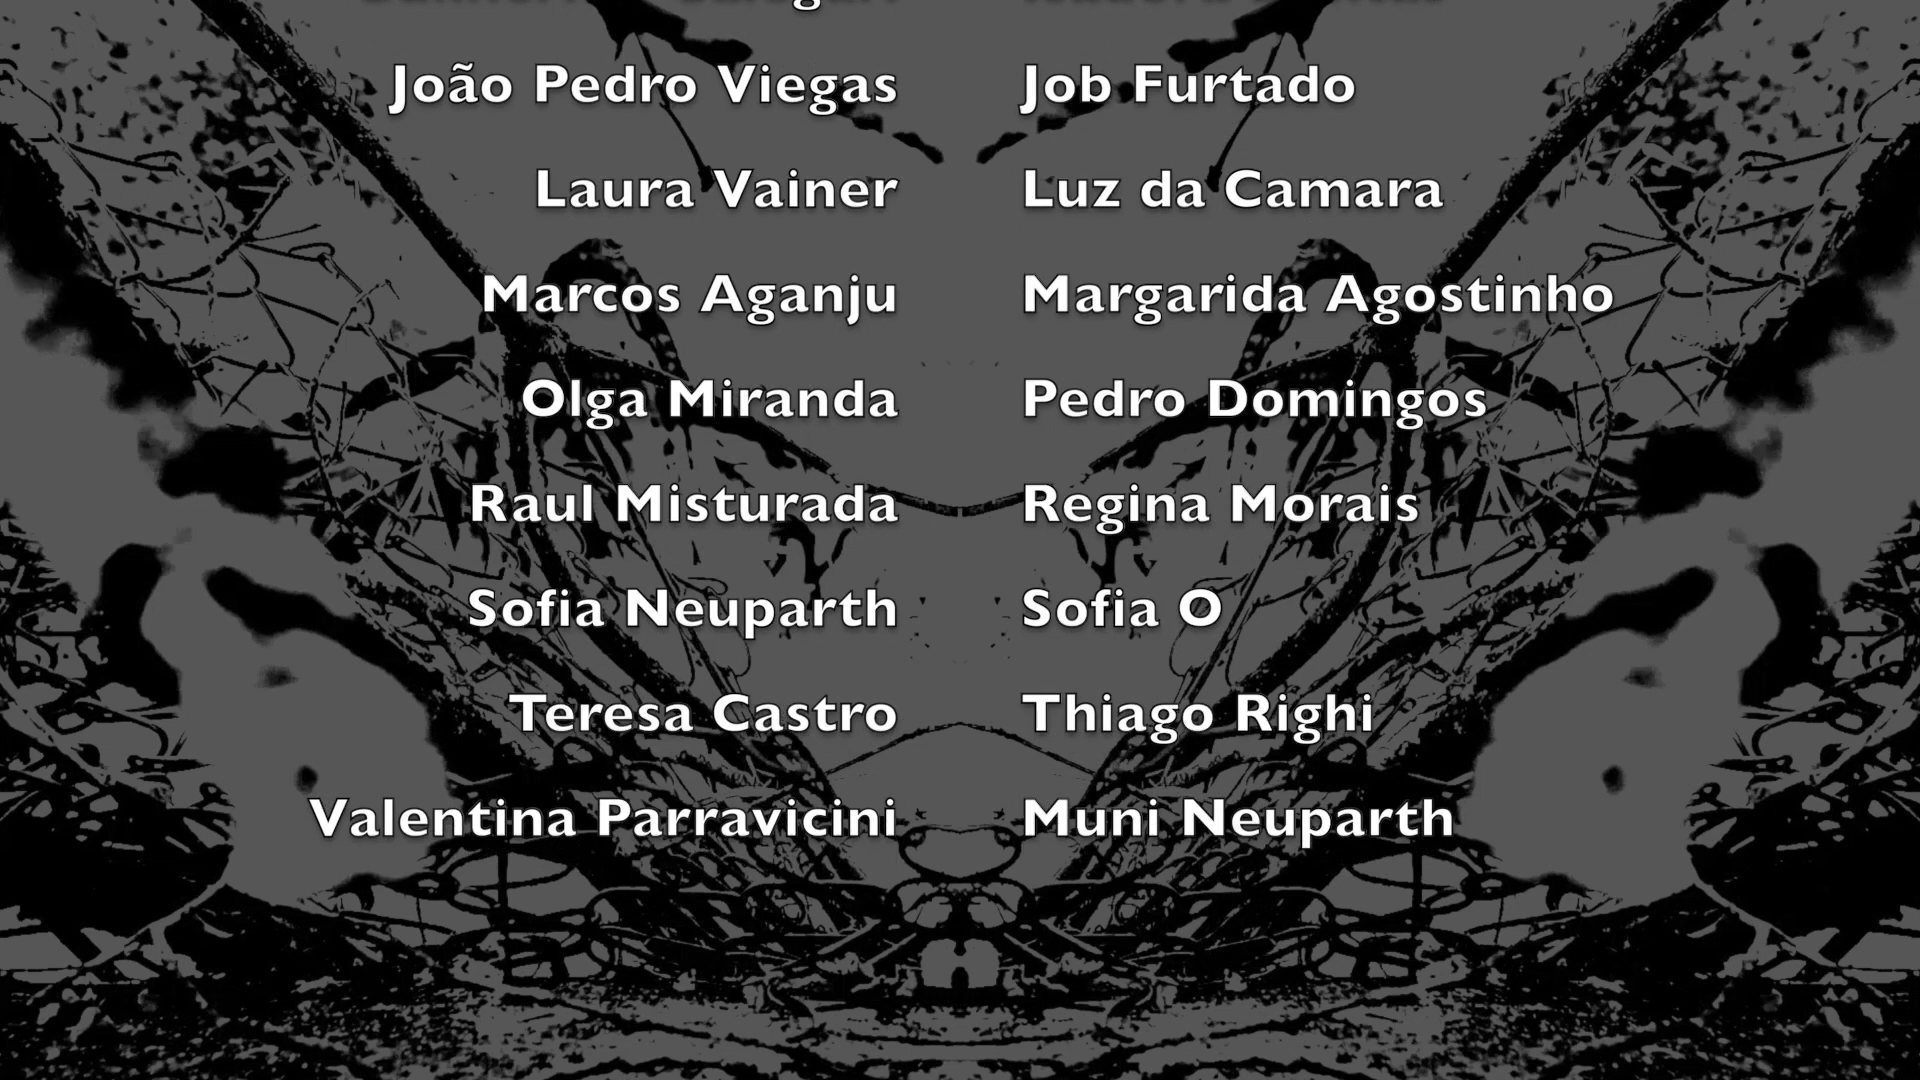 João Pedro Viegas Job Furtado
Laura Vainer Luz da Camara
Marcos Aganju Margarida Agostinho
Olga Miranda Pedro Domingos
Raul Misturada Regina Morais
Sofia Neuparth Sofia O
Teresa Castro Thiago Righi
Valentina Parravicini Muni Neuparth